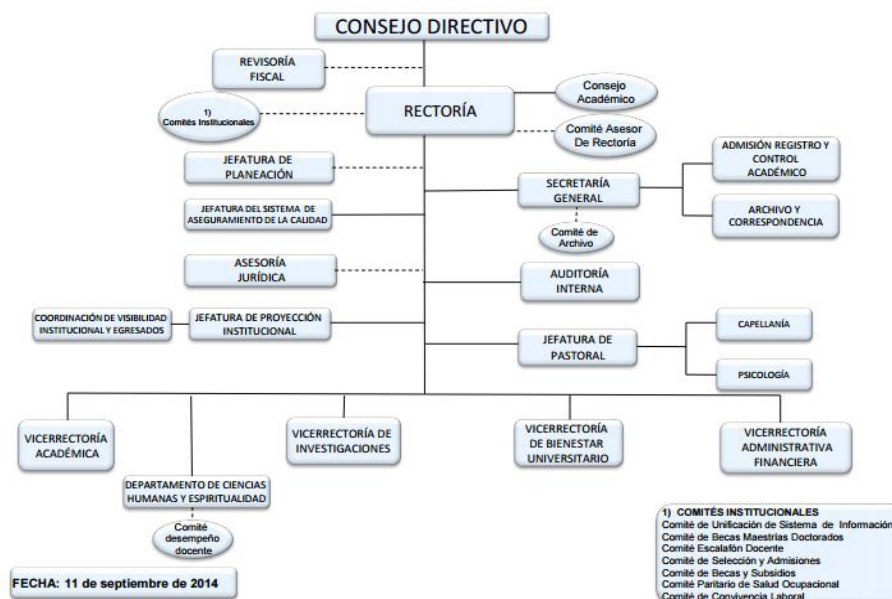 CONSEJO DIRECTIVO
REVISORÍA
FISCAL
1)
Comités Institucionales
RECTORÍA
Consejo
Académico
Comité Asesor
De Rectoría
JEFATURA DE
PLANEACIÓN
ADMISIÓN REGISTRO Y
CONTROL
ACADÉMICO
SECRETARÍA
GENERAL
JEFATURA DEL SISTEMA DE
ASEGURAMIENTO DE LA CALIDAD
ARCHIVO Y
CORRESPONDENCIA
Comité de
Archivo
ASESORÍA
JURÍDICA
AUDITORÍA
INTERNA
COORDINACIÓN DE VISIBILIDAD
INSTITUCIONAL Y EGRESADOS
JEFATURA DE PROYECCIÓN
INSTITUCIONAL
JEFATURA DE
PASTORAL
CAPELLANÍA
PSICOLOGÍA
VICERRECTORÍA
ACADÉMICA
VICERRECTORÍA DE
INVESTIGACIONES
VICERRECTORÍA
DE BIENESTAR
UNIVERSITARIO
VICERRECTORÍA
ADMINISTRATIVA
FINANCIERA
DEPARTAMENTO DE CIENCIAS
HUMANAS Y ESPIRITUALIDAD
Comité
desempeño
docente
1) COMITÉS INSTITUCIONALES
Comité de Unificación de Sistema de Información
Comité de Becas Maestrías Doctorados
Comité Escalafón Docente
Comité de Selección y Admisiones
Comité de Becas y Subsidios
Comité Paritario de Salud Ocupacional
Comité de Convivencia Laboral
FECHA: 11 de septiembre de 2014